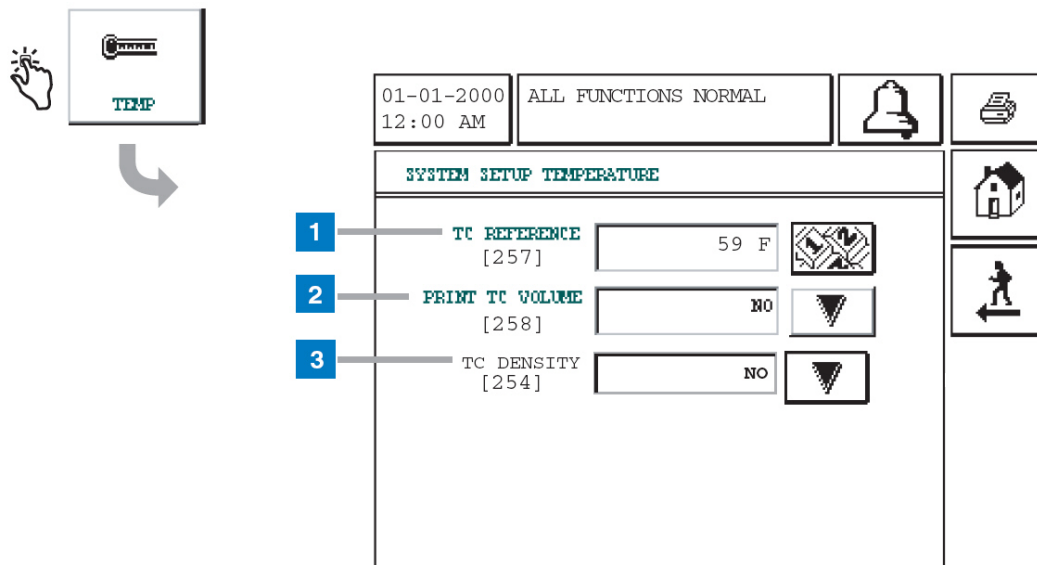 TEMP
01-01-2000
12:00 AM
ALL FUNCTIONS NORMAL
SYSTEM SETUP TEMPERATURE
1
TC REFERENCE
[257]
59 F
2
PRINT TC VOLUME
[258]
NO
3
TC DENSITY
[254]
NO